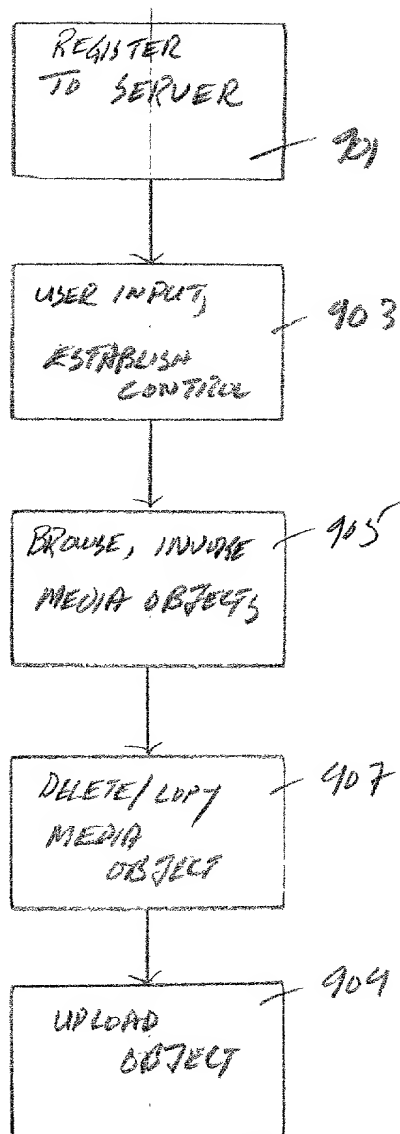 REGISTER
TO SERVER
901
USER INPUT,
ESTABLISH
CONTROL
903
BROWSE, INVOKE
MEDIA OBJECTS
905
DELETE/COPY
MEDIA
OBJECT
907
UPLOAD
OBJECT
909